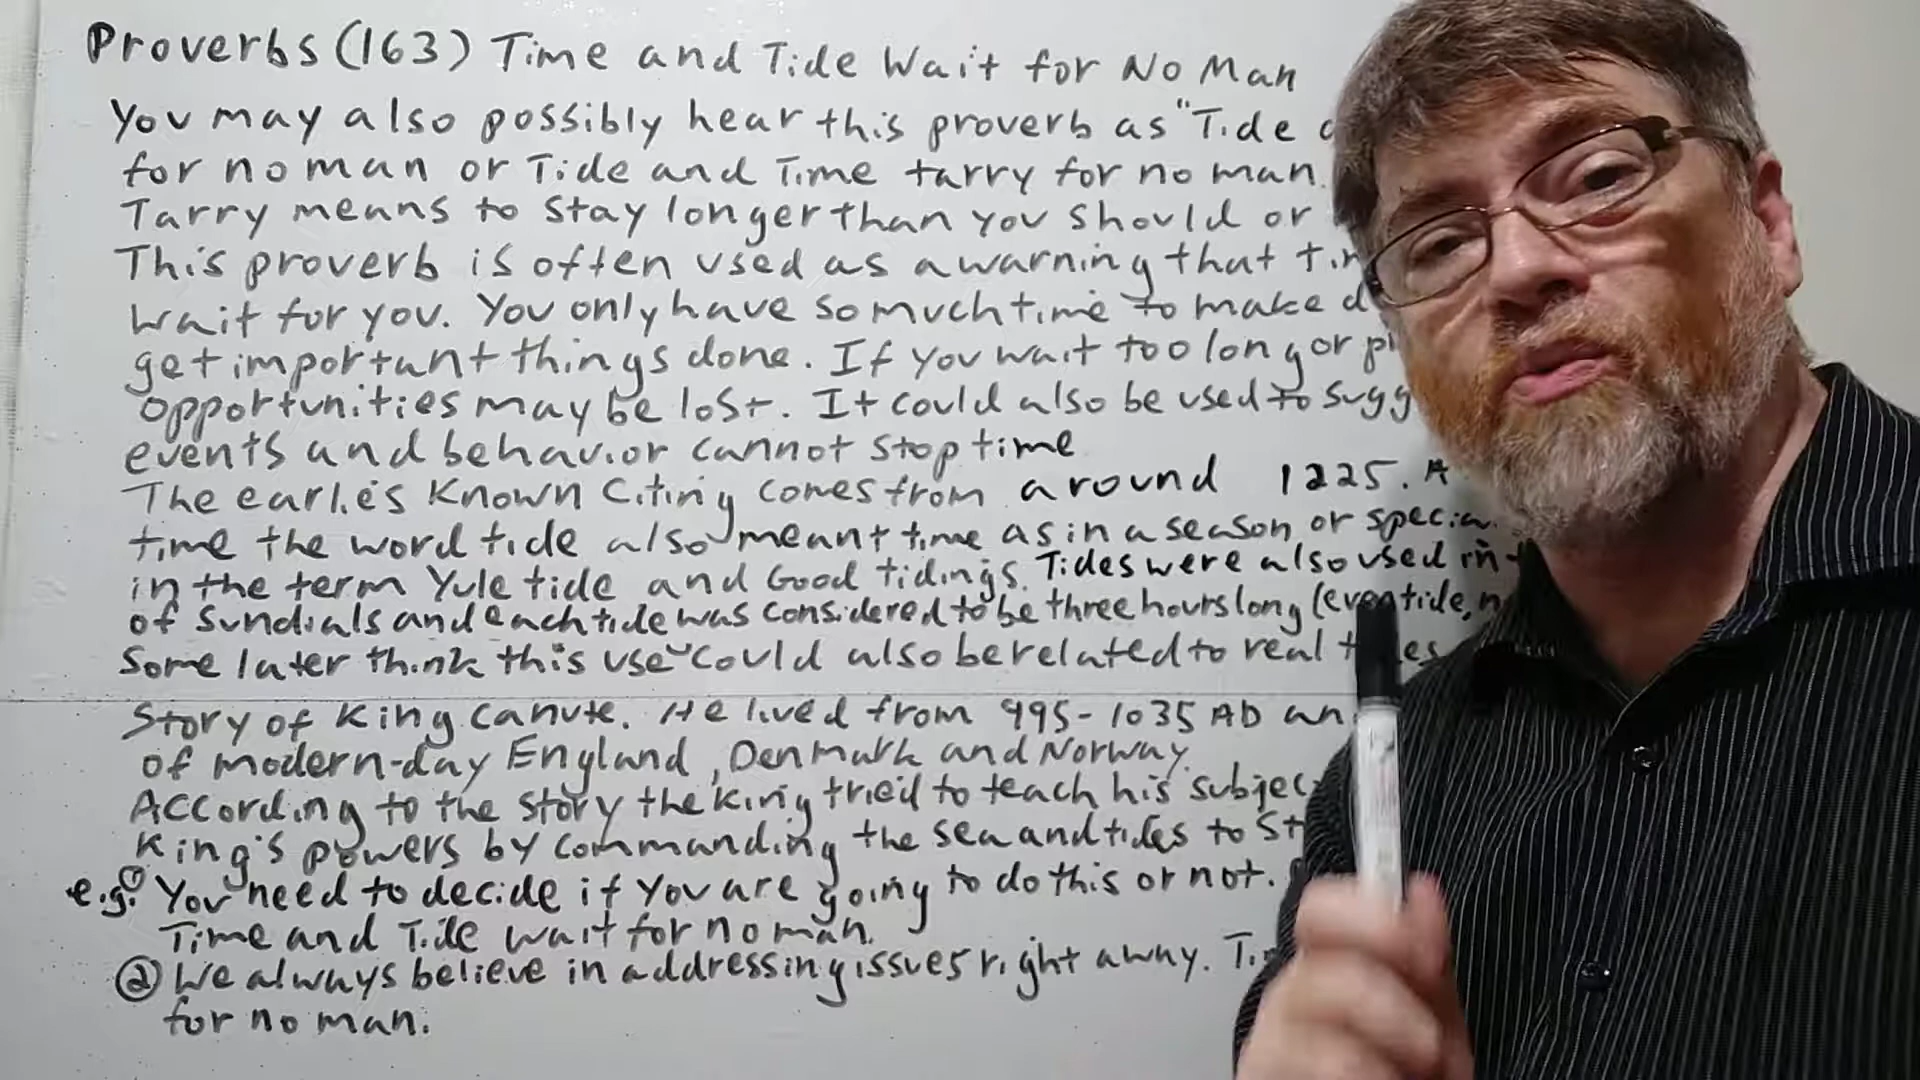 Proverbs (163) Time and Tide Wait for No Man
You may also possibly hear this proverb as "Tide
for no man or Tide and Time tarry for no man.
Tarry means to stay longer than you should or
This proverb is often used as a warning that
wait for you. You only have so much time to make
get important things done. If you wait too long or
opportunities may be lost. It could also be used to sugg
events and behavior cannot stop time
The earlies known citing comes from around 1225. A
time the word tide also meant time as in a season or special
in the term Yule tide and Good tidings. Tides were also used in
of sundials and each tide was considered to be three hours long (eventide,
some later think this use could also be related to real
Story of King Canute. He lived from 995-1035 AD an
of modern-day England, Denmark and Norway.
According to the story the king tried to teach his subjec
King's powers by commanding the sea and tides to st
e.g. ① You need to decide if you are going to do this or not.
Time and Tide wait for no man.
② We always believe in addressing issues right away. Ti
for no man.